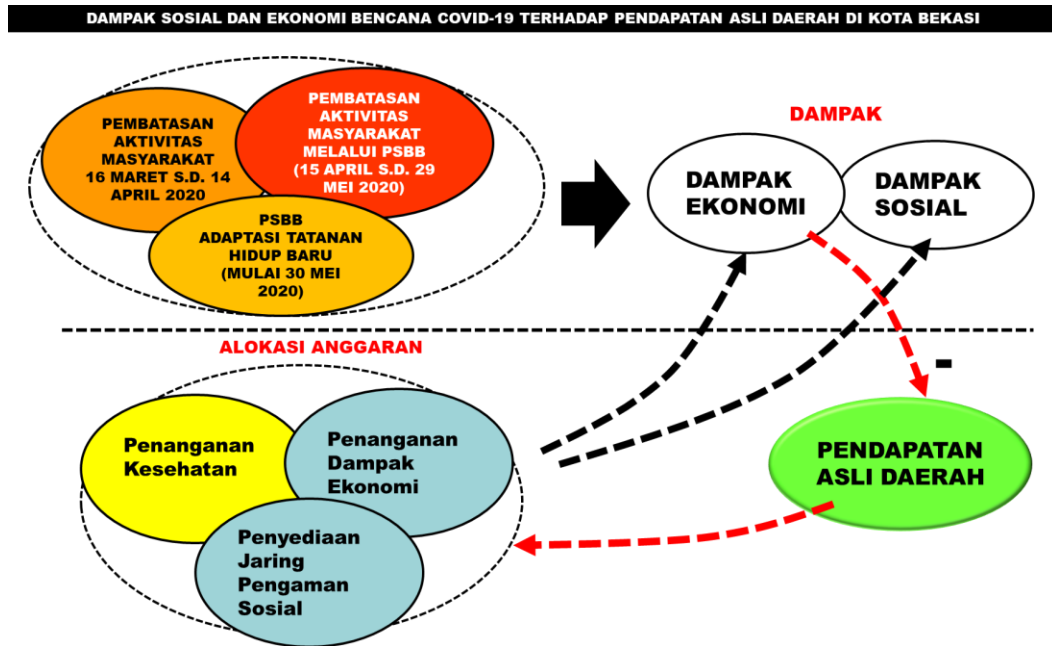 DAMPAK SOSIAL DAN EKONOMI BENCANA COVID-19 TERHADAP PENDAPATAN ASLI DAERAH DI KOTA BEKASI
PEMBATASAN
AKTIVITAS
MASYARAKAT
16 MARET S.D. 14
APRIL 2020
PEMBATASAN
AKTIVITAS
MASYARAKAT
MELALUI PSBB
(15 APRIL S.D. 29
MEI 2020)
PSBB
ADAPTASI TATANAN
HIDUP BARU
(MULAI 30 MEI
2020)
DAMPAK
DAMPAK
EKONOMI
DAMPAK
SOSIAL
ALOKASI ANGGARAN
Penanganan
Kesehatan
Penanganan
Dampak
Ekonomi
Penyediaan
Jaring
Pengaman
Sosial
-
PENDAPATAN
ASLI DAERAH